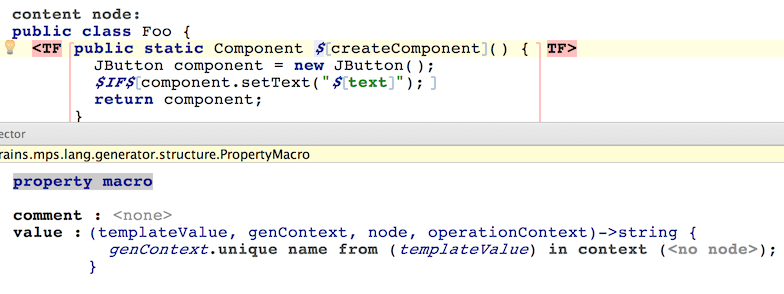 content node:
public class Foo {
<TF public static Component $[createComponent]() { TF>
JButton component = new JButton();
$IF$[component.setText("$[text]"); ]
return component;
}
ector
rains.mps.lang.generator.structure.PropertyMacro
property macro
comment : <none>
value : (templateValue, genContext, node, operationContext)->string {
genContext.unique name from (templateValue) in context (<no node>);
}